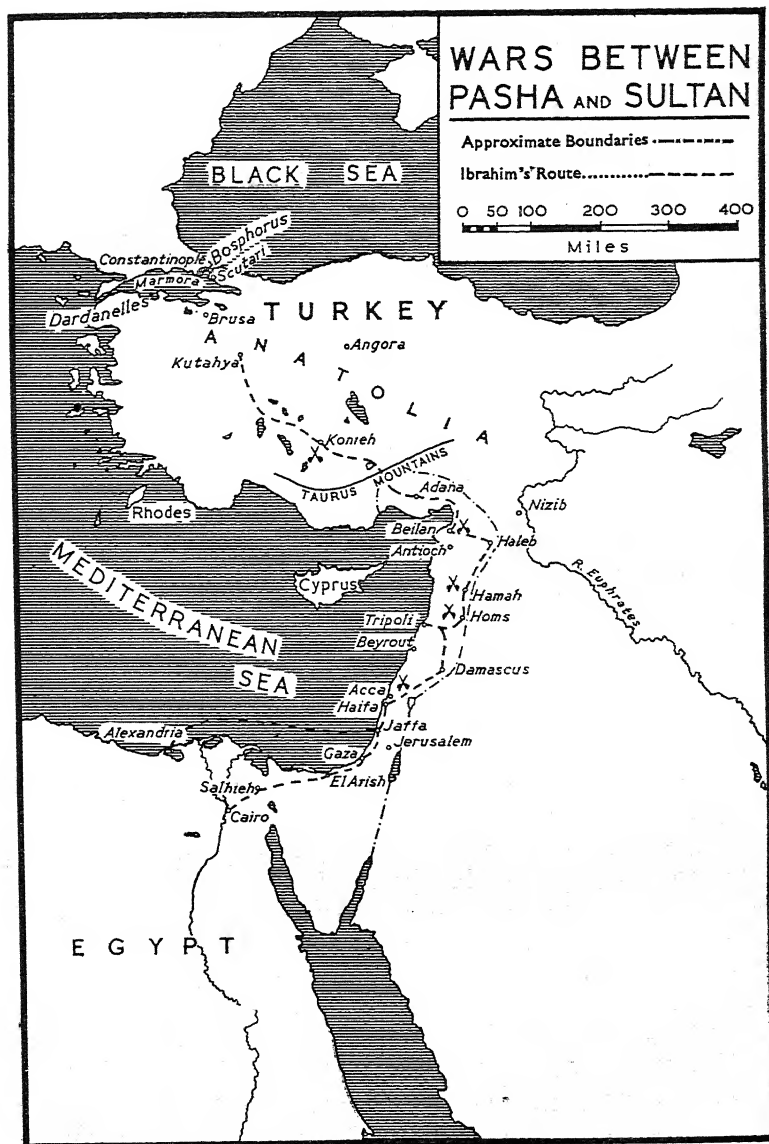 WARS BETWEEN
PASHA AND SULTAN
Approximate Boundaries
Ibrahim's Route
0 50 100 200 300 400
Miles
BLACK SEA
Constantinople
Bosphorus
Scutari
Marmora
Dardanelles
Brusa
TURKEY
ANATOLIA
Angora
Kutahya
Konieh
TAURUS MOUNTAINS
Adana
Nizib
Rhodes
Beilan
Haleb
Antioch
MEDITERRANEAN
SEA
Cyprus
Hamah
R. Euphrates
Tripoli
Homs
Beyrout
Damascus
Acca
Haifa
Alexandria
Jaffa
Jerusalem
Gaza
El Arish
Salhieh
Cairo
EGYPT